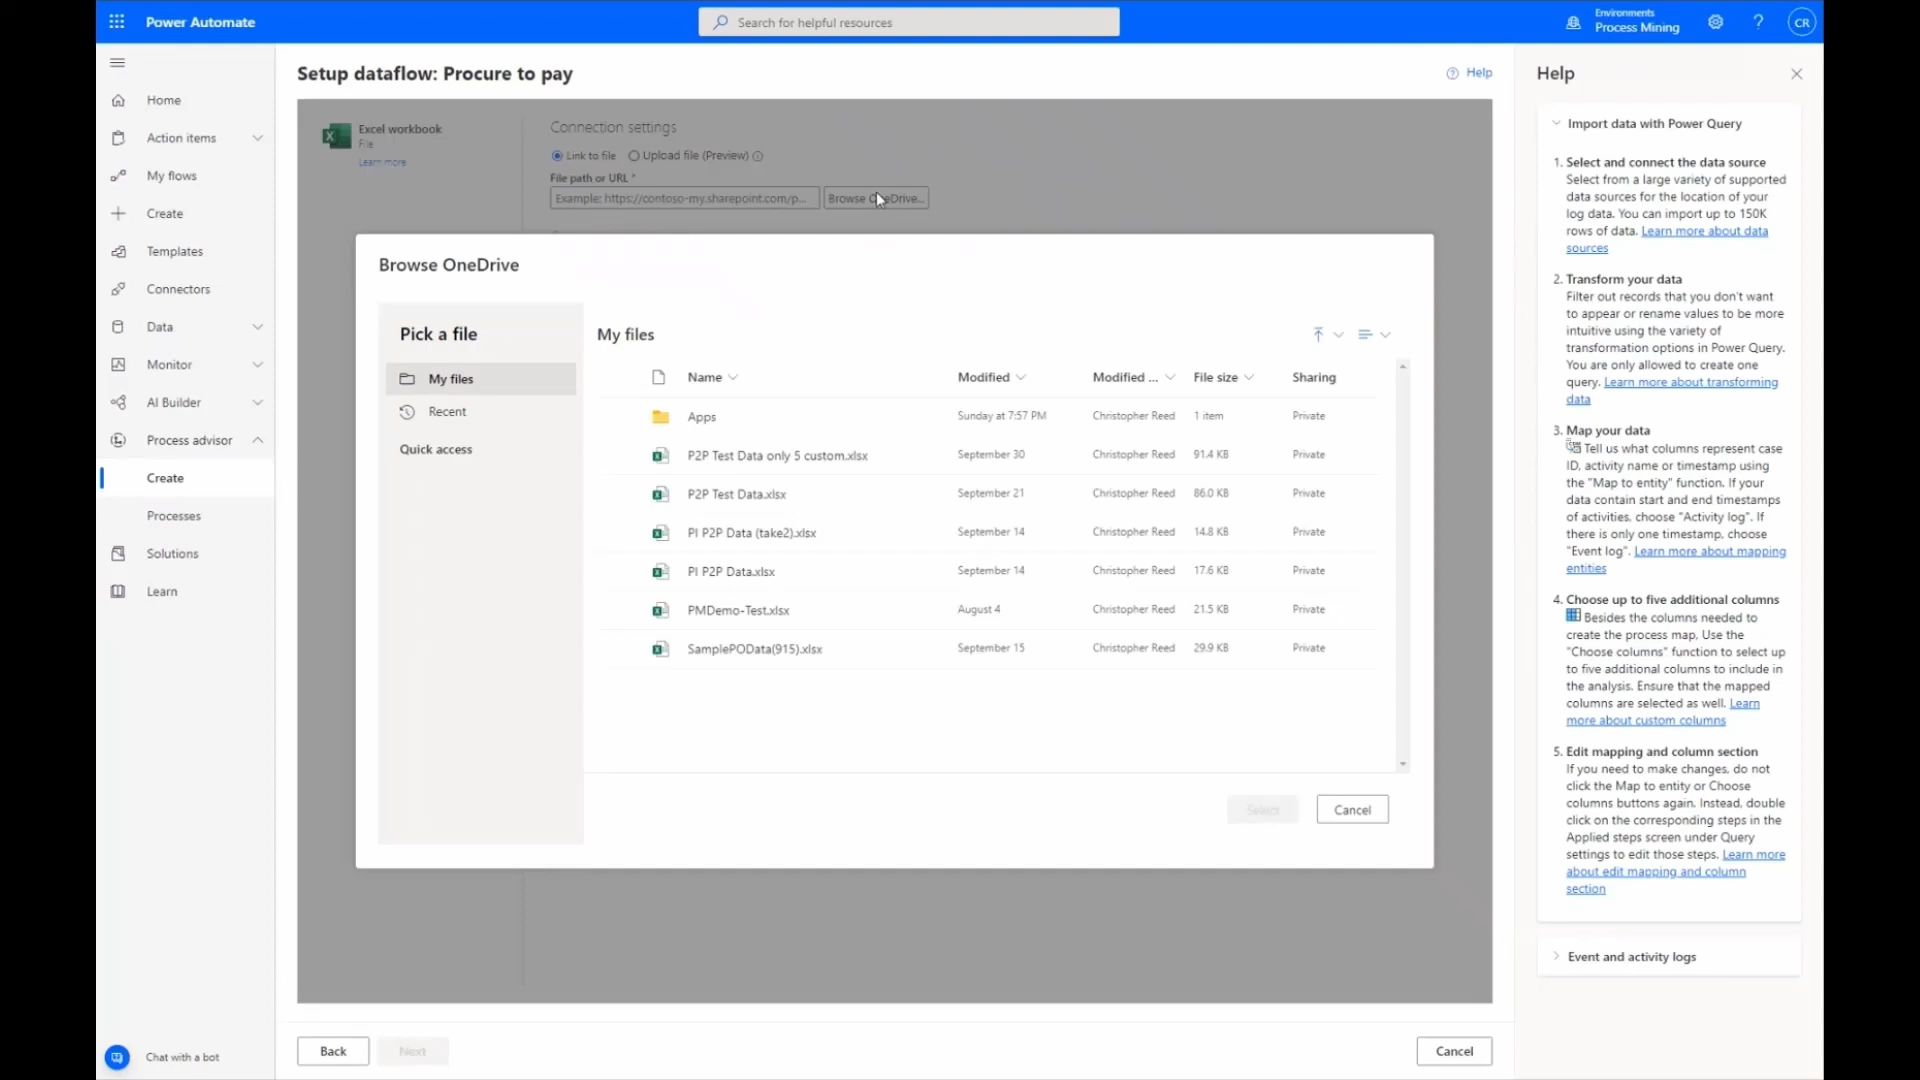 Power Automate
Search for helpful resources
Environments
Process Mining
?
CR
Home
Action items
My flows
Create
Templates
Connectors
Data
Monitor
AI Builder
Process advisor
Create
Processes
Solutions
Learn
Chat with a bot
Setup dataflow: Procure to pay
Help
Excel workbook
File
Learn more
Connection settings
Link to file
Upload file (Preview)
File path or URL *
Example: https://contoso-my.sharepoint.com/p...
Browse OneDrive...
Browse OneDrive
Pick a file
My files
Recent
Quick access
My files
Name Modified Modified ... File size Sharing
Apps Sunday at 7:57 PM Christopher Reed 1 item Private
P2P Test Data only 5 custom.xlsx September 30 Christopher Reed 91.4 KB Private
P2P Test Data.xlsx September 21 Christopher Reed 86.0 KB Private
PI P2P Data (take2).xlsx September 14 Christopher Reed 14.8 KB Private
PI P2P Data.xlsx September 14 Christopher Reed 17.6 KB Private
PMDemo-Test.xlsx August 4 Christopher Reed 21.5 KB Private
SamplePOData(915).xlsx September 15 Christopher Reed 29.9 KB Private
Select
Cancel
Back
Next
Cancel
Help
Import data with Power Query
1. Select and connect the data source
Select from a large variety of supported
data sources for the location of your
log data. You can import up to 150K
rows of data. Learn more about data
sources
2. Transform your data
Filter out records that you don't want
to appear or rename values to be more
intuitive using the variety of
transformation options in Power Query.
You are only allowed to create one
query. Learn more about transforming
data
3. Map your data
Tell us what columns represent case
ID, activity name or timestamp using
the "Map to entity" function. If your
data contain start and end timestamps
of activities, choose "Activity log". If
there is only one timestamp, choose
"Event log". Learn more about mapping
entities
4. Choose up to five additional columns
Besides the columns needed to
create the process map, Use the
"Choose columns" function to select up
to five additional columns to include in
the analysis. Ensure that the mapped
columns are selected as well. Learn
more about custom columns
5. Edit mapping and column section
If you need to make changes, do not
click the Map to entity or Choose
columns buttons again. Instead, double
click on the corresponding steps in the
Applied steps screen under Query
settings to edit those steps. Learn more
about edit mapping and column
section
Event and activity logs